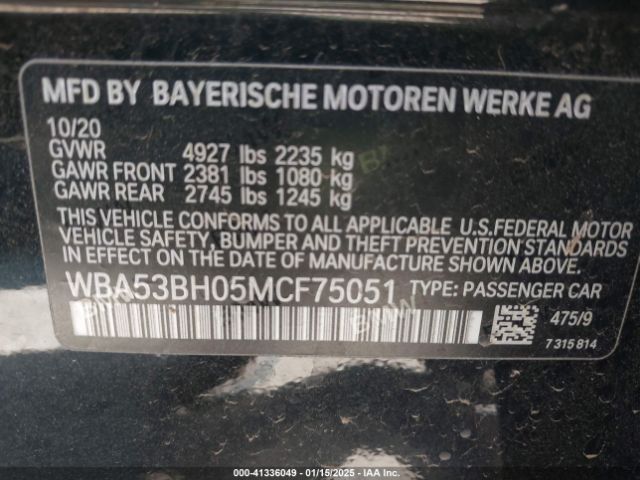 MFD BY BAYERISCHE MOTOREN WERKE AG
10/20
GVWR 4927 lbs 2235 kg
GAWR FRONT 2381 lbs 1080 kg
GAWR REAR 2745 lbs 1245 kg
THIS VEHICLE CONFORMS TO ALL APPLICABLE U.S.FEDERAL MOTOR
VEHICLE SAFETY, BUMPER AND THEFT PREVENTION STANDARDS
IN EFFECT ON THE DATE OF MANUFACTURE SHOWN ABOVE.
WBA53BH05MCF75051 TYPE: PASSENGER CAR
475/9
7 315 814
000-41336049 — 01/15/2025 — IAA Inc.